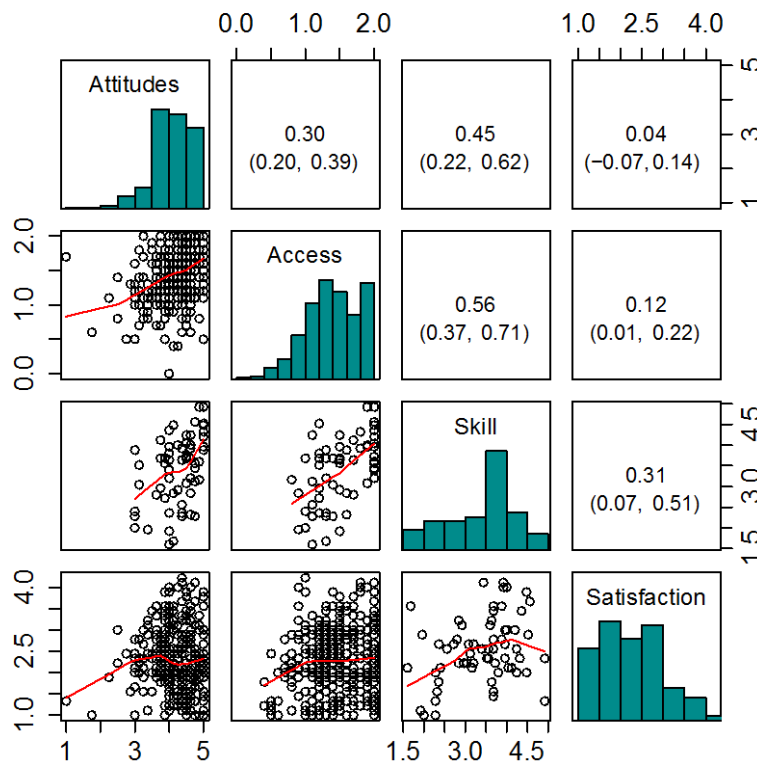 0.0 1.0 2.0 1.0 2.0 3.0 4.0
Attitudes
0.30
(0.20, 0.39)
0.45
(0.22, 0.62)
0.04
(−0.07, 0.14)
1 3 5
0.0 1.0 2.0
Access
0.56
(0.37, 0.71)
0.12
(0.01, 0.22)
Skill
0.31
(0.07, 0.51)
1.5 3.0 4.5
1.0 2.5 4.0
Satisfaction
1 3 5
1.5 3.0 4.5